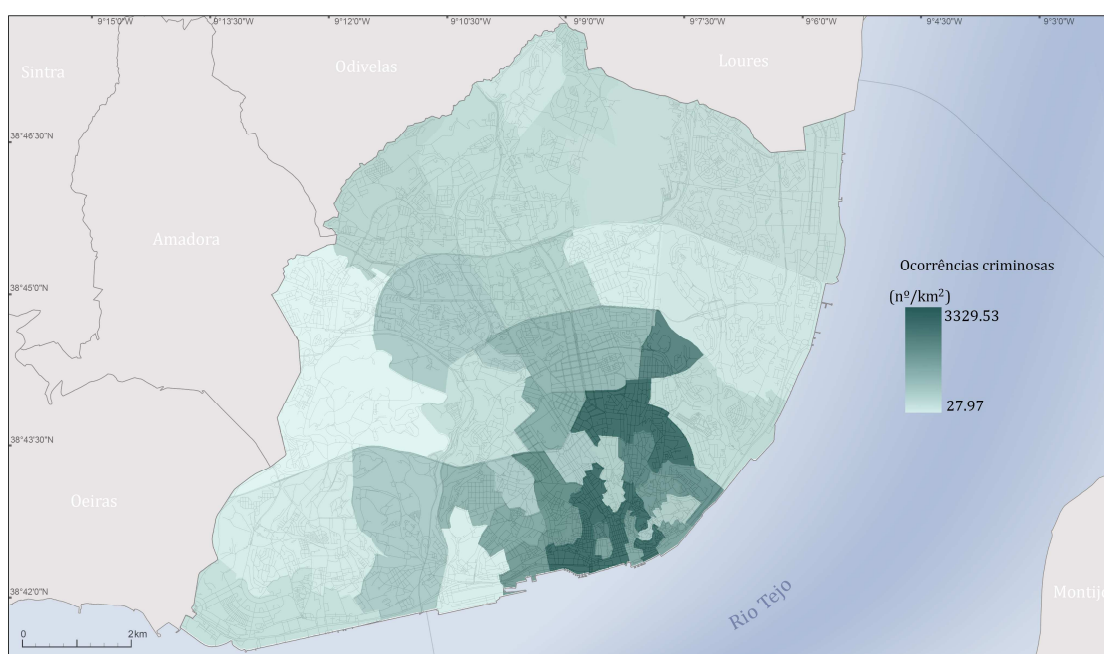 9°15'0"W
9°13'30"W
9°12'0"W
9°10'30"W
9°9'0"W
9°7'30"W
9°6'0"W
9°4'30"W
9°3'0"W
Sintra
Odivelas
Loures
38°46'30"N
Amadora
Ocorrências criminosas
38°45'0"N
(nº/km²)
3329.53
27.97
38°43'30"N
Oeiras
38°42'0"N
Rio Tejo
Montijo
0
2km